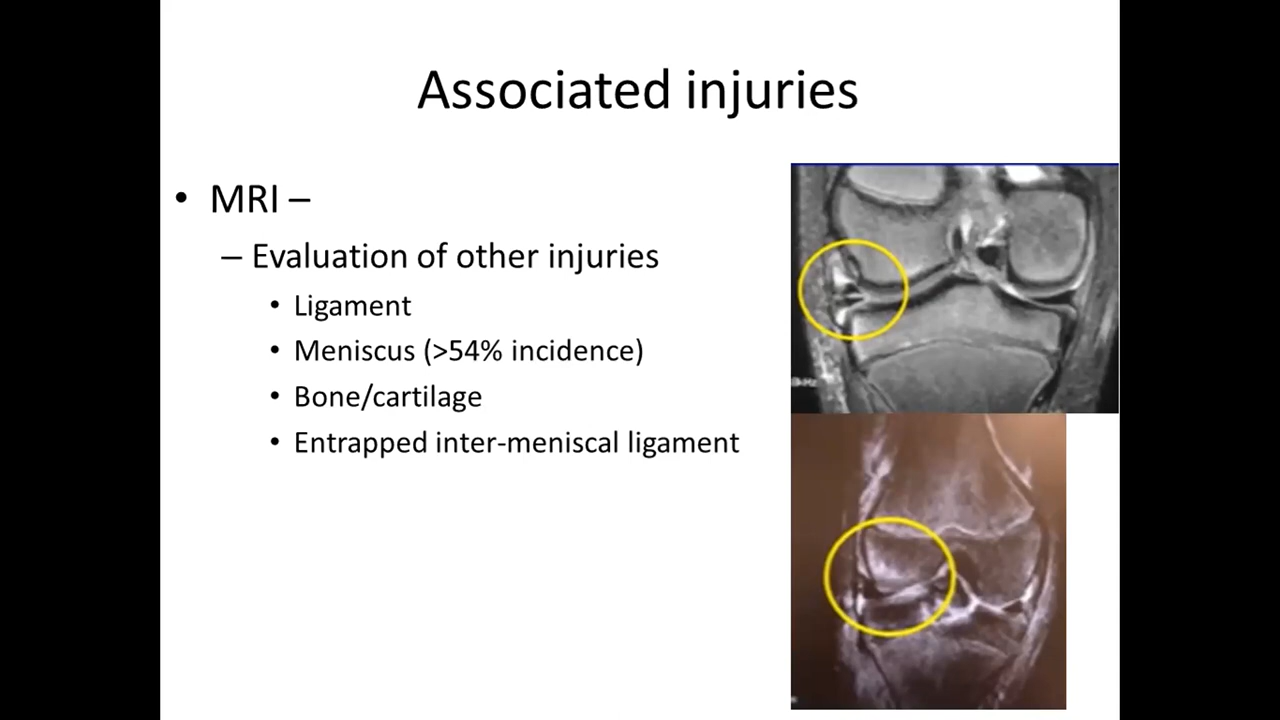 Associated injuries
• MRI –
– Evaluation of other injuries
• Ligament
• Meniscus (>54% incidence)
• Bone/cartilage
• Entrapped inter-meniscal ligament